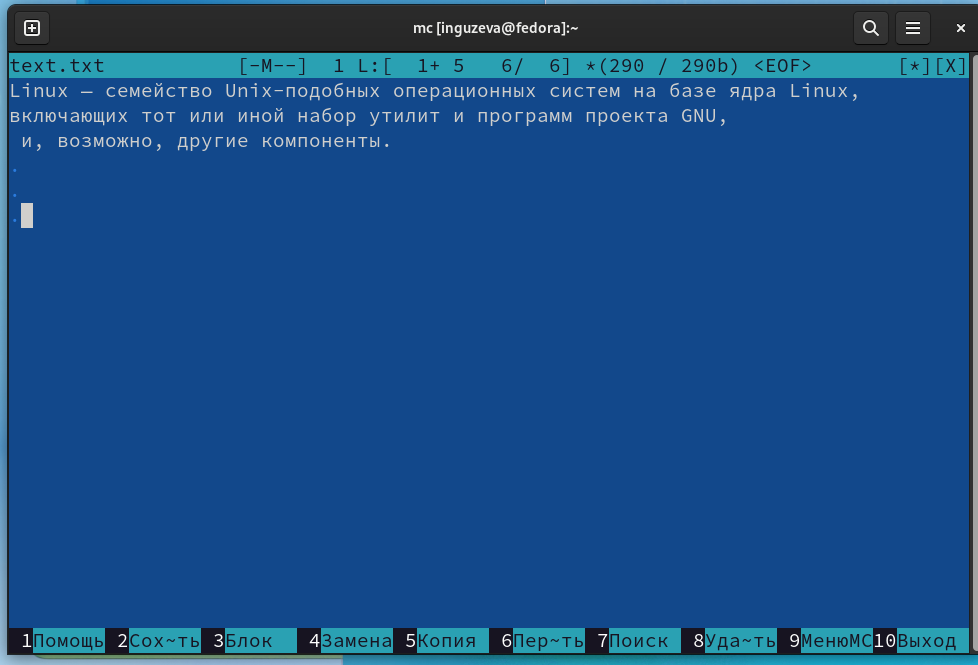 mc [inguzeva@fedora]:~
text.txt [-M--] 1 L:[ 1+ 5 6/ 6] *(290 / 290b) <EOF> [*][X]
Linux — семейство Unix-подобных операционных систем на базе ядра Linux,
включающих тот или иной набор утилит и программ проекта GNU,
и, возможно, другие компоненты.
.
.
.
1Помощь 2Сох~ть 3Блок 4Замена 5Копия 6Пер~ть 7Поиск 8Уда~ть 9МенюMC10Выход